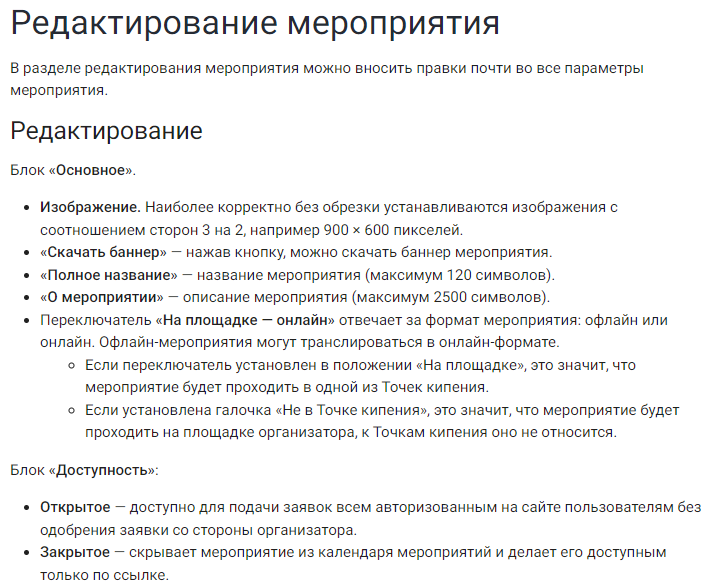 Редактирование мероприятия
В разделе редактирования мероприятия можно вносить правки почти во все параметры
мероприятия.
Редактирование
Блок «Основное».
• Изображение. Наиболее корректно без обрезки устанавливаются изображения с
соотношением сторон 3 на 2, например 900 × 600 пикселей.
• «Скачать баннер» — нажав кнопку, можно скачать баннер мероприятия.
• «Полное название» — название мероприятия (максимум 120 символов).
• «О мероприятии» — описание мероприятия (максимум 2500 символов).
• Переключатель «На площадке — онлайн» отвечает за формат мероприятия: офлайн или
онлайн. Офлайн-мероприятия могут транслироваться в онлайн-формате.
◦ Если переключатель установлен в положении «На площадке», это значит, что
мероприятие будет проходить в одной из Точек кипения.
◦ Если установлена галочка «Не в Точке кипения», это значит, что мероприятие будет
проходить на площадке организатора, к Точкам кипения оно не относится.
Блок «Доступность»:
• Открытое — доступно для подачи заявок всем авторизованным на сайте пользователям без
одобрения заявки со стороны организатора.
• Закрытое — скрывает мероприятие из календаря мероприятий и делает его доступным
только по ссылке.